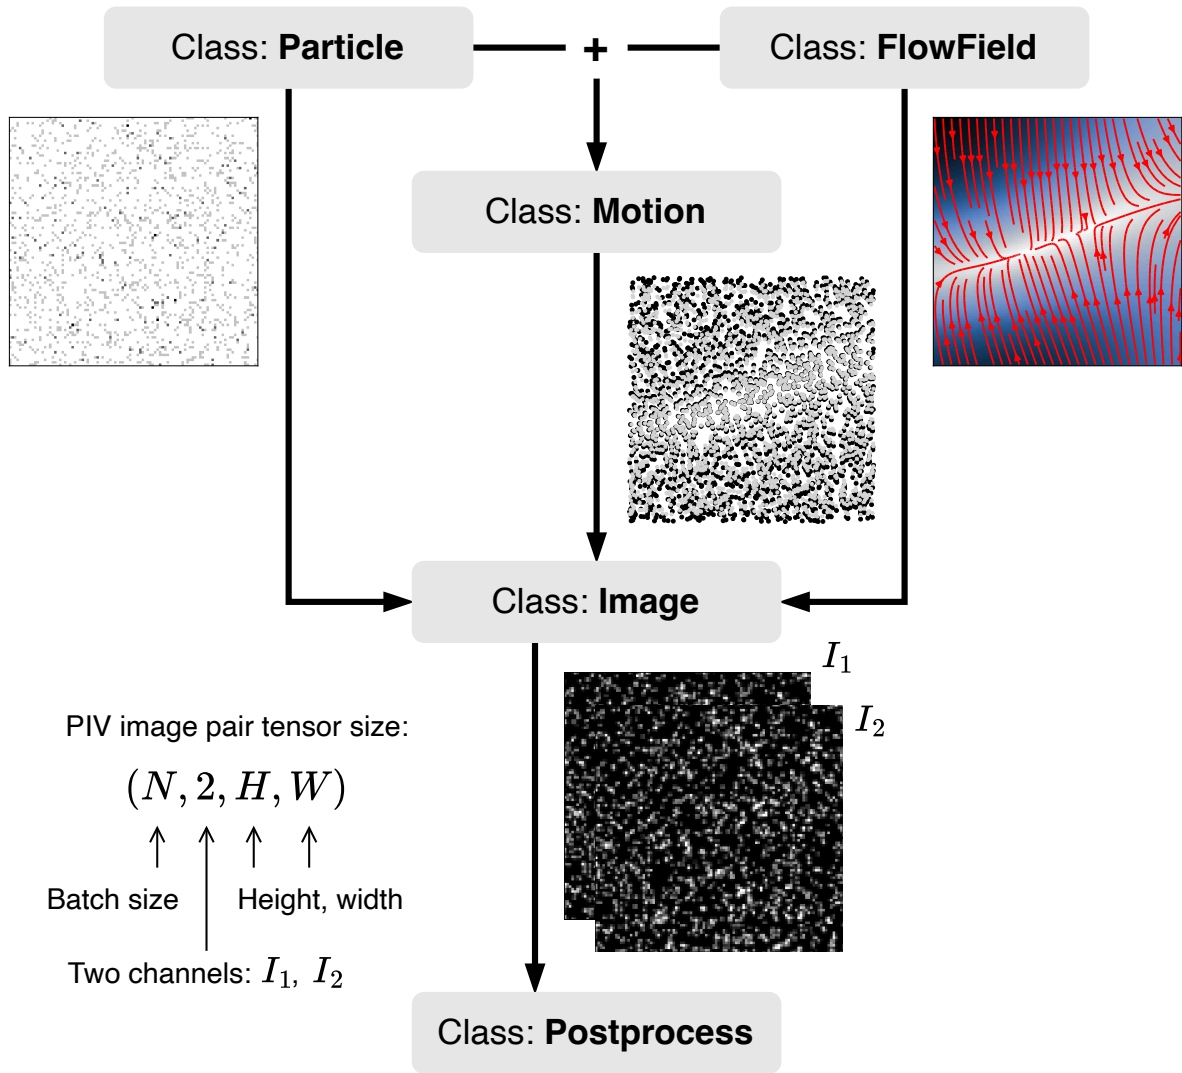 Class: Particle
+
Class: FlowField
Class: Motion
Class: Image
I₁
I₂
PIV image pair tensor size:
(N, 2, H, W)
Batch size
Height, width
Two channels: I₁, I₂
Class: Postprocess